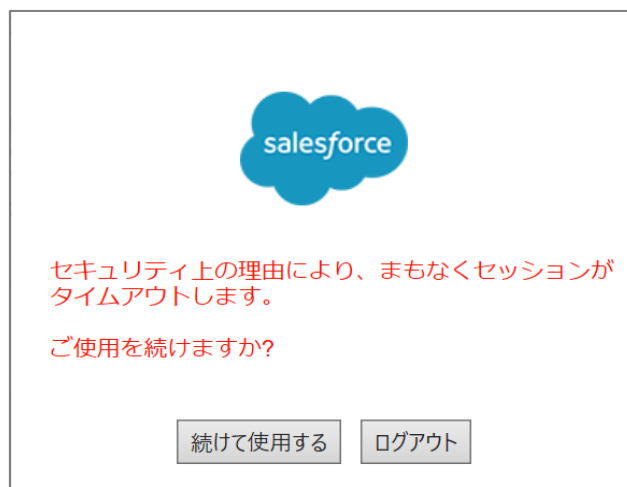 salesforce
セキュリティ上の理由により、まもなくセッションが
タイムアウトします。
ご使用を続けますか?
続けて使用する
ログアウト